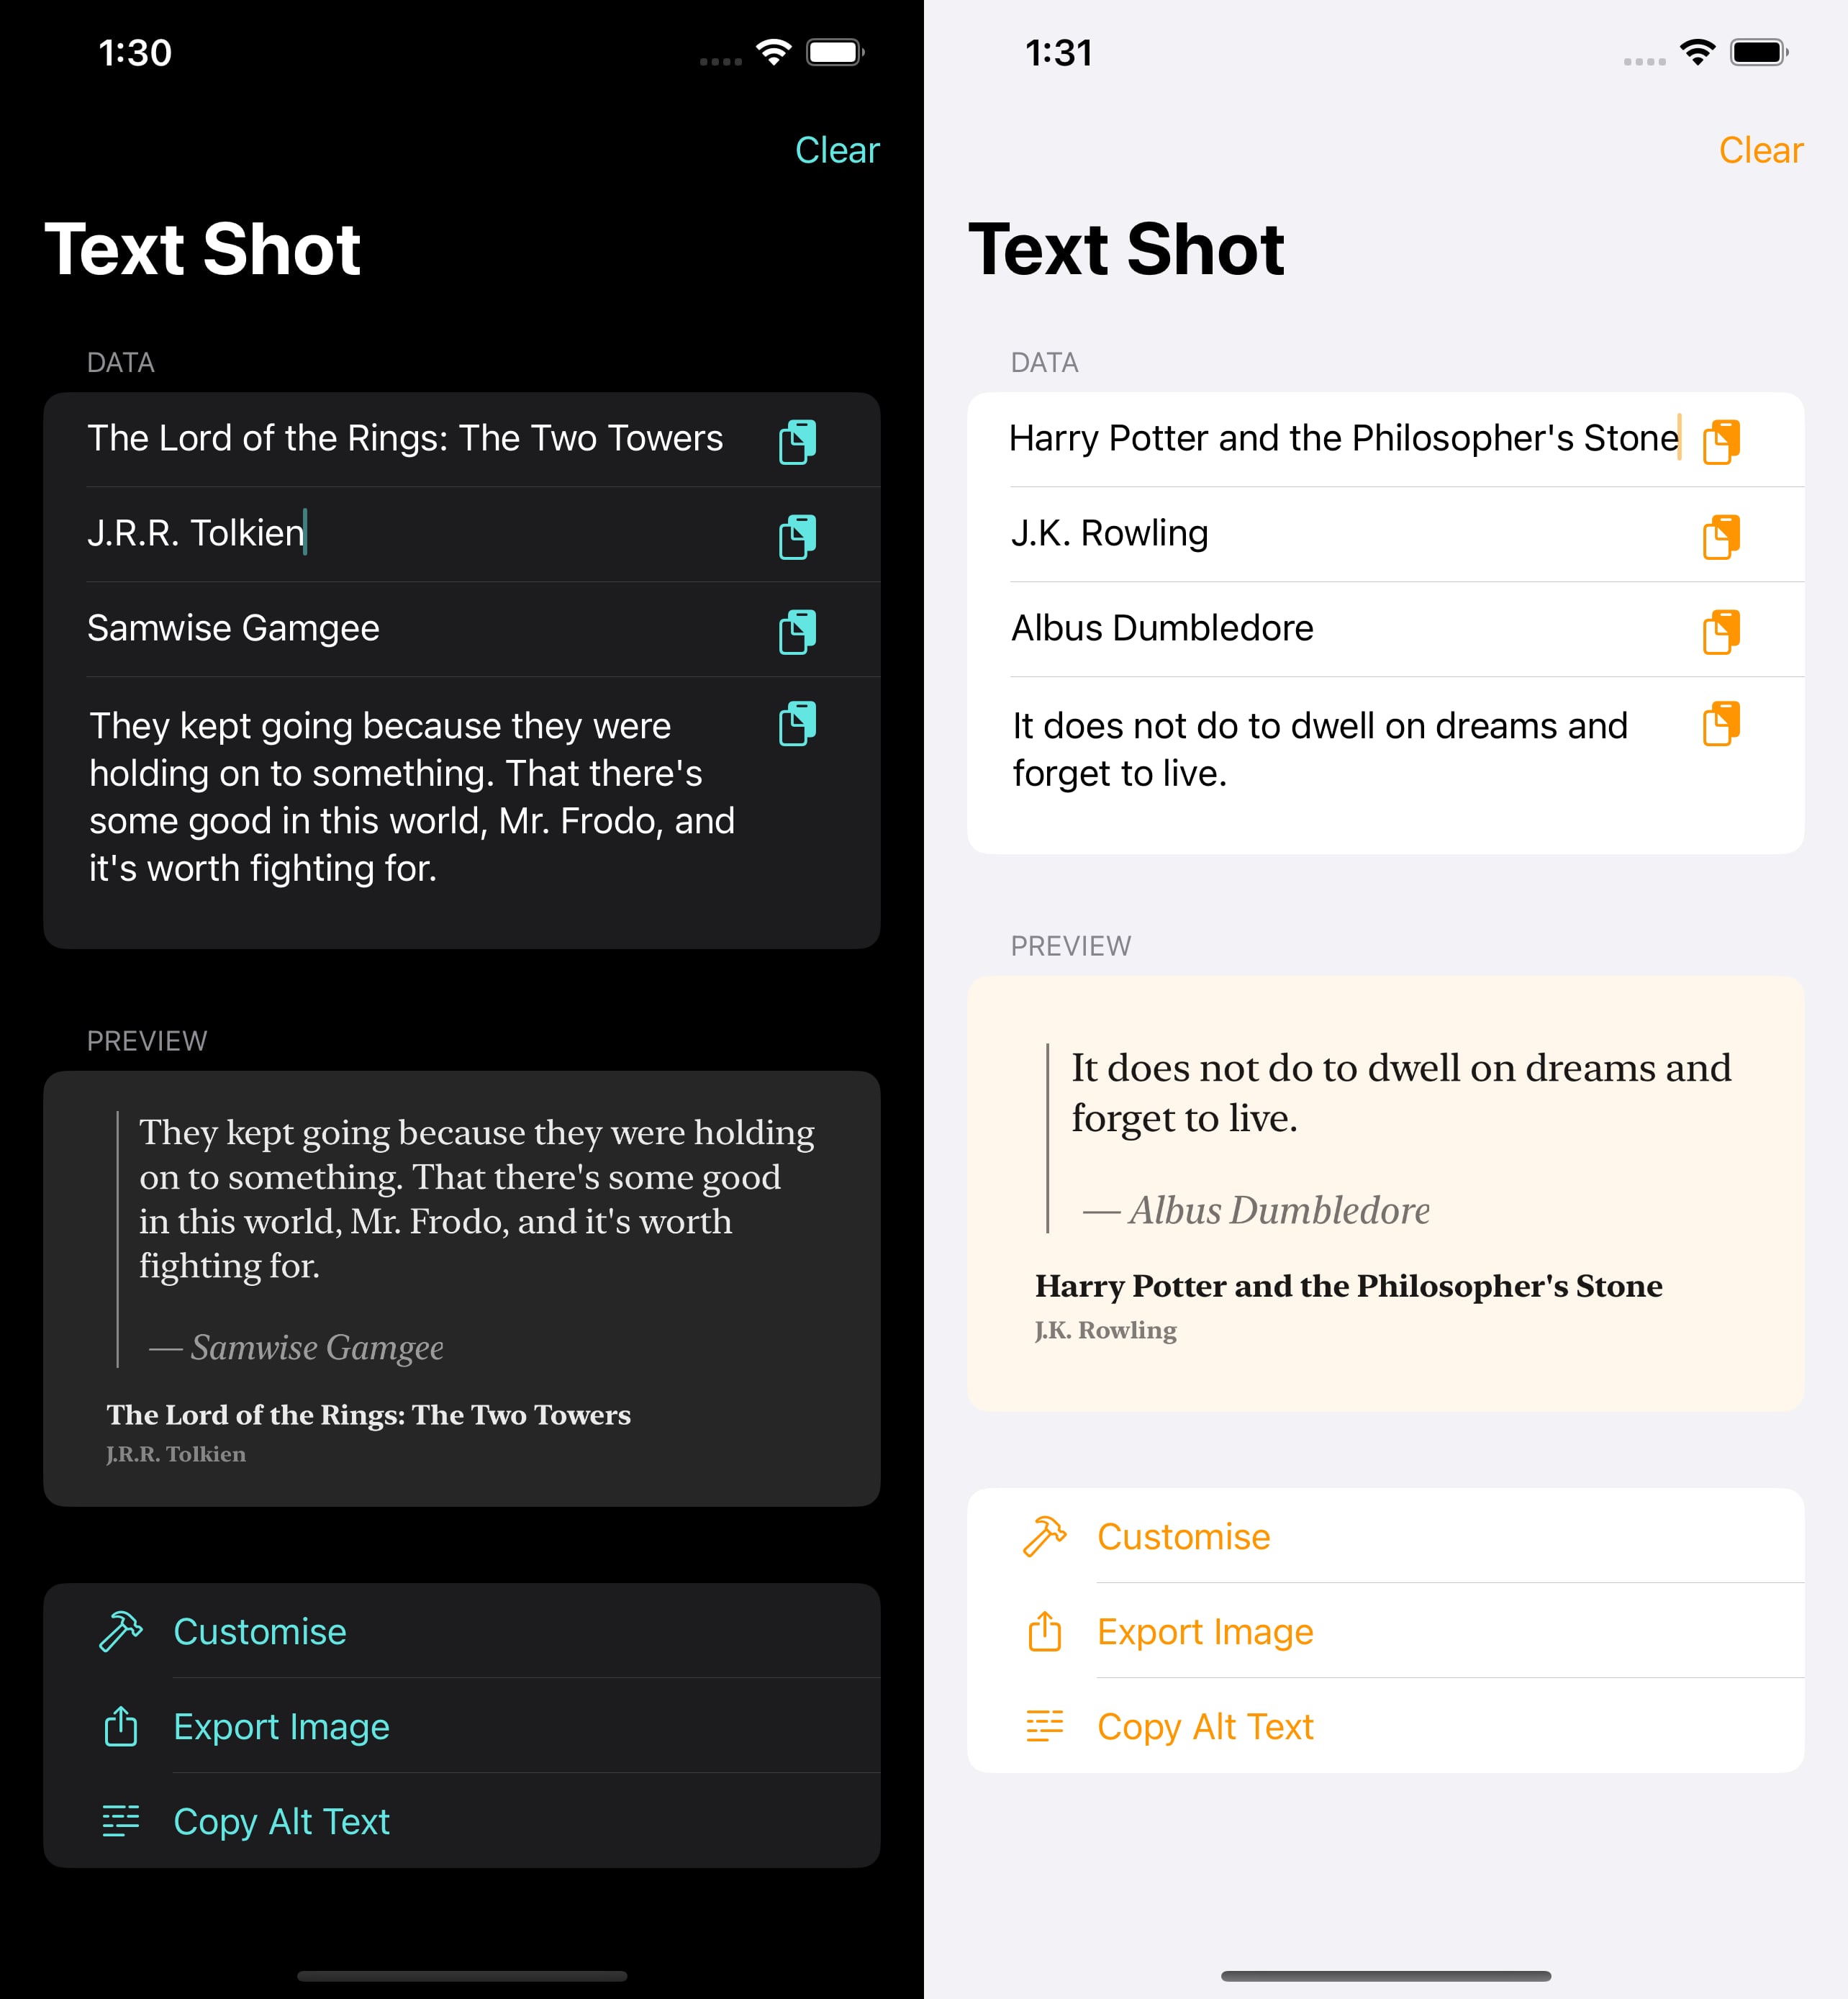 1:30
Clear
Text Shot
DATA
The Lord of the Rings: The Two Towers
J.R.R. Tolkien
Samwise Gamgee
They kept going because they were
holding on to something. That there's
some good in this world, Mr. Frodo, and
it's worth fighting for.
PREVIEW
They kept going because they were holding
on to something. That there's some good
in this world, Mr. Frodo, and it's worth
fighting for.
— Samwise Gamgee
The Lord of the Rings: The Two Towers
J.R.R. Tolkien
Customise
Export Image
Copy Alt Text
1:31
Clear
Text Shot
DATA
Harry Potter and the Philosopher's Stone
J.K. Rowling
Albus Dumbledore
It does not do to dwell on dreams and
forget to live.
PREVIEW
It does not do to dwell on dreams and
forget to live.
— Albus Dumbledore
Harry Potter and the Philosopher's Stone
J.K. Rowling
Customise
Export Image
Copy Alt Text